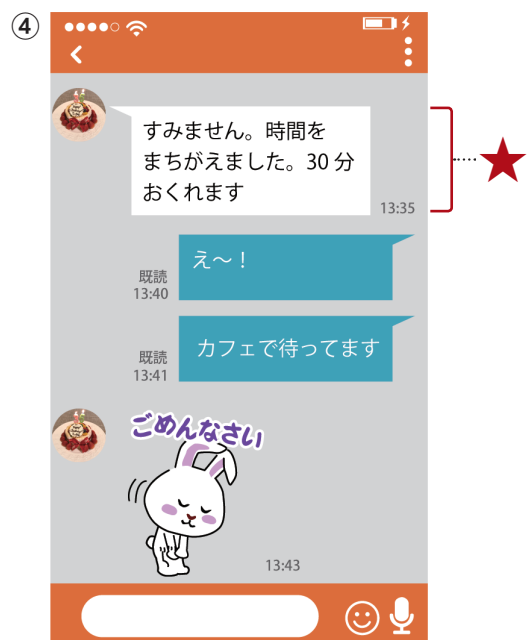 ④
すみません。時間を
まちがえました。30分
おくれます
13:35
え～！
既読
13:40
カフェで待ってます
既読
13:41
ごめんなさい
13:43